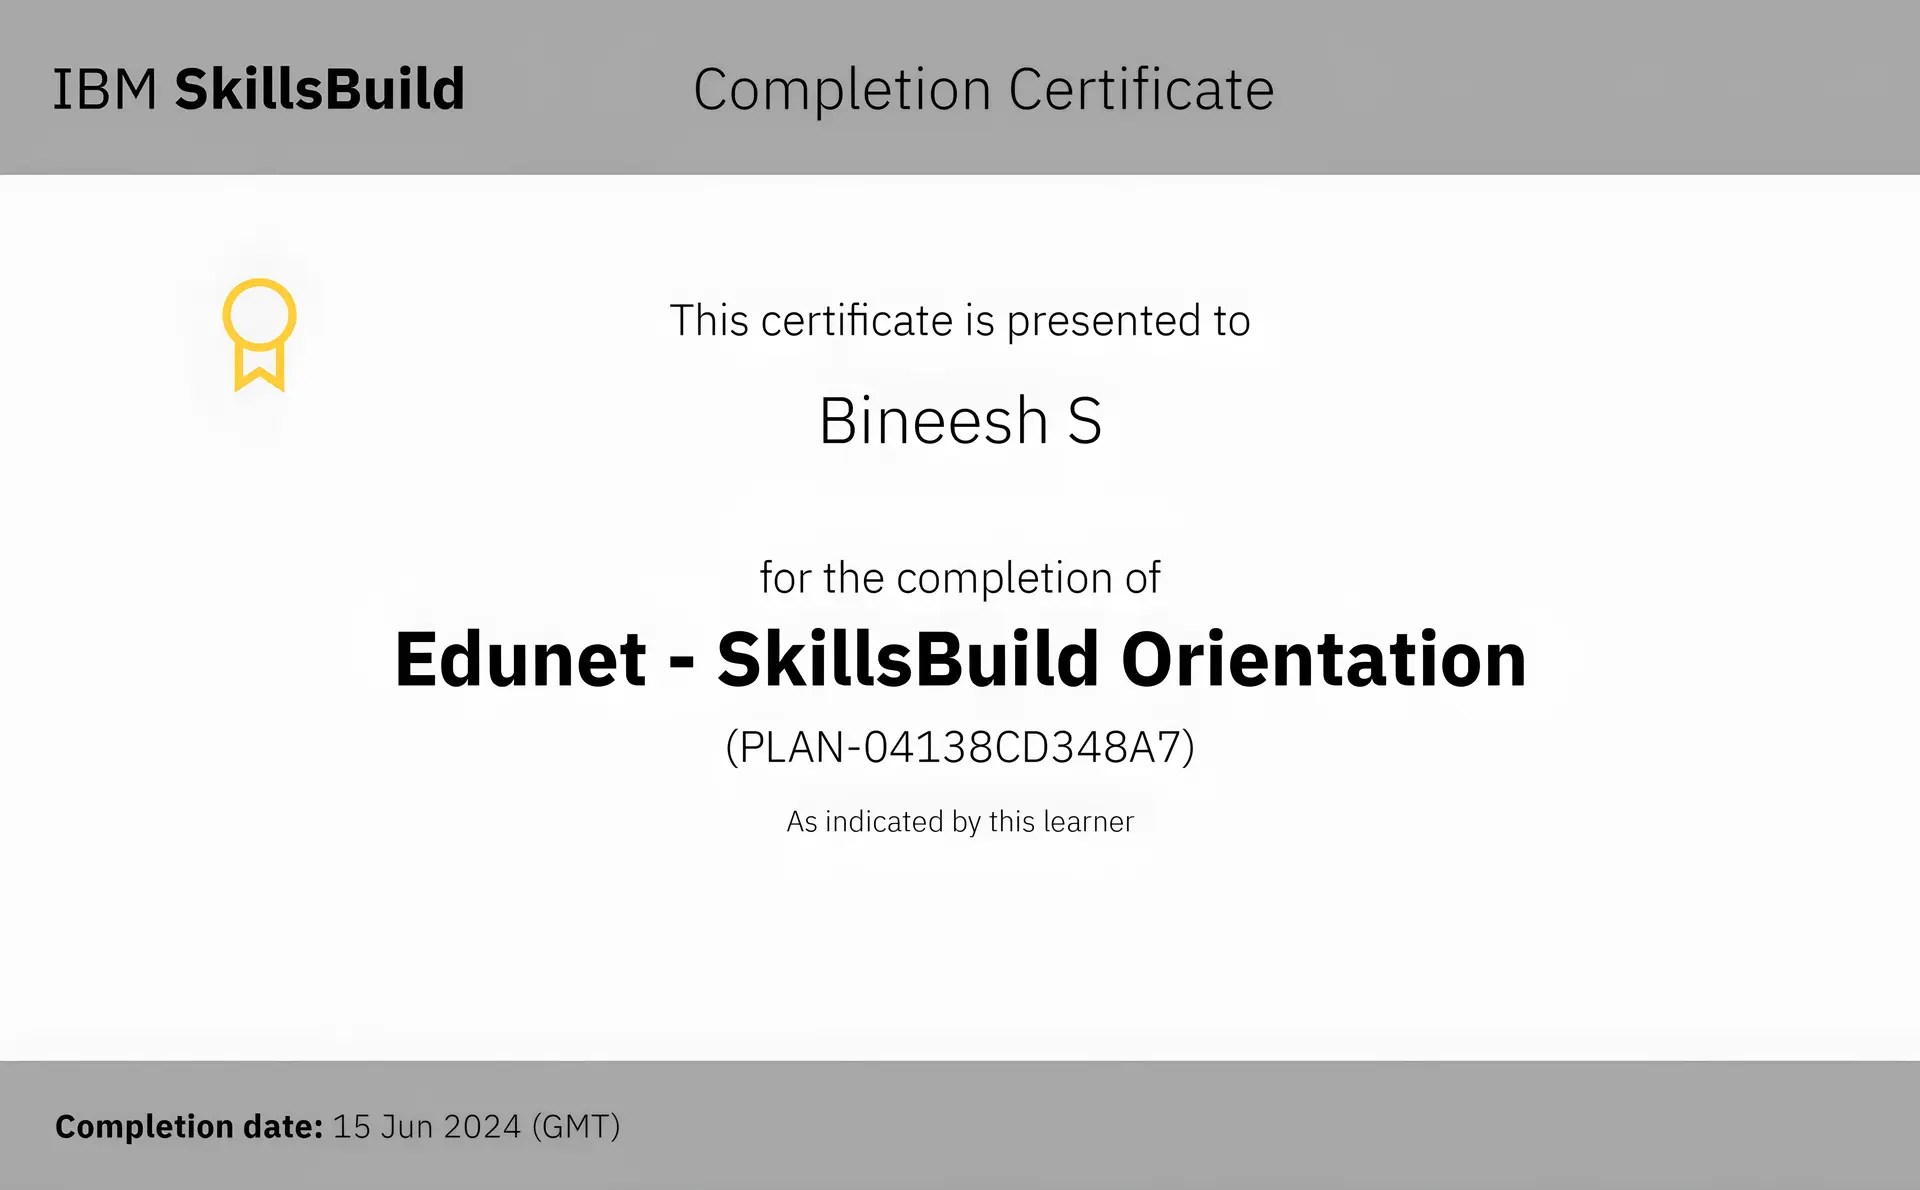 IBM SkillsBuild
Completion Certificate
This certificate is presented to
Bineesh S
for the completion of
Edunet - SkillsBuild Orientation
(PLAN-04138CD348A7)
As indicated by this learner
Completion date: 15 Jun 2024 (GMT)